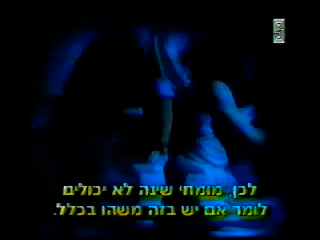 לכן, מומחי שינה לא יכולים
לומר אם יש בזה משהו בכלל.